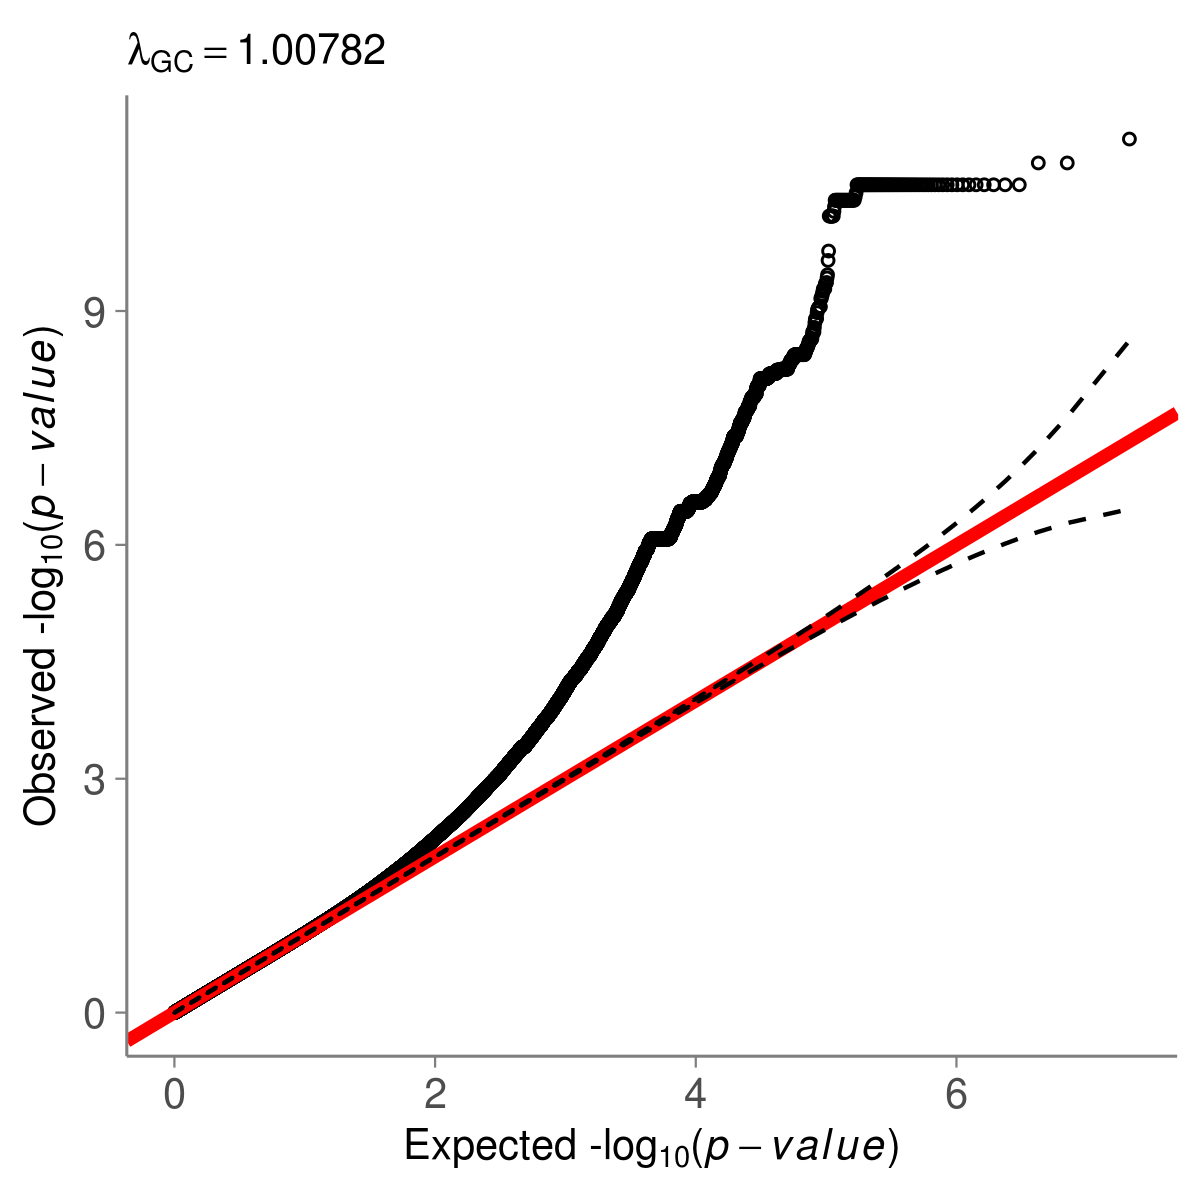 λGC = 1.00782
Observed -log10(p − value)
9
6
3
0
0 2 4 6
Expected -log10(p − value)